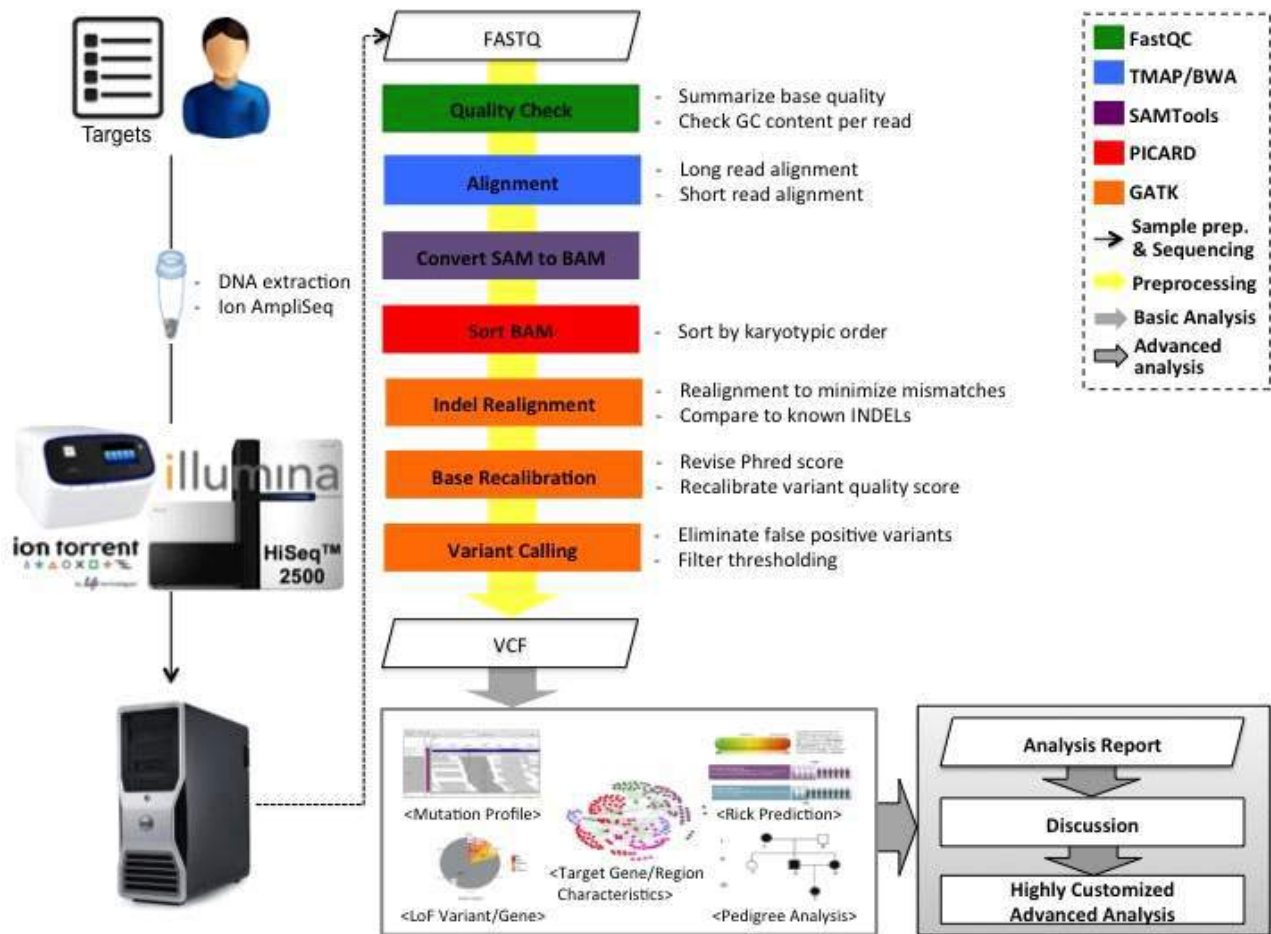 Targets
- DNA extraction
- Ion AmpliSeq
ion torrent
by life technologies
illumina
HiSeq™
2500
FASTQ
Quality Check
- Summarize base quality
- Check GC content per read
Alignment
- Long read alignment
- Short read alignment
Convert SAM to BAM
Sort BAM
- Sort by karyotypic order
Indel Realignment
- Realignment to minimize mismatches
- Compare to known INDELs
Base Recalibration
- Revise Phred score
- Recalibrate variant quality score
Variant Calling
- Eliminate false positive variants
- Filter thresholding
VCF
<Mutation Profile>
<Rick Prediction>
<Target Gene/Region
Characteristics>
<LoF Variant/Gene>
<Pedigree Analysis>
Analysis Report
Discussion
Highly Customized
Advanced Analysis
FastQC
TMAP/BWA
SAMTools
PICARD
GATK
Sample prep.
& Sequencing
Preprocessing
Basic Analysis
Advanced
analysis